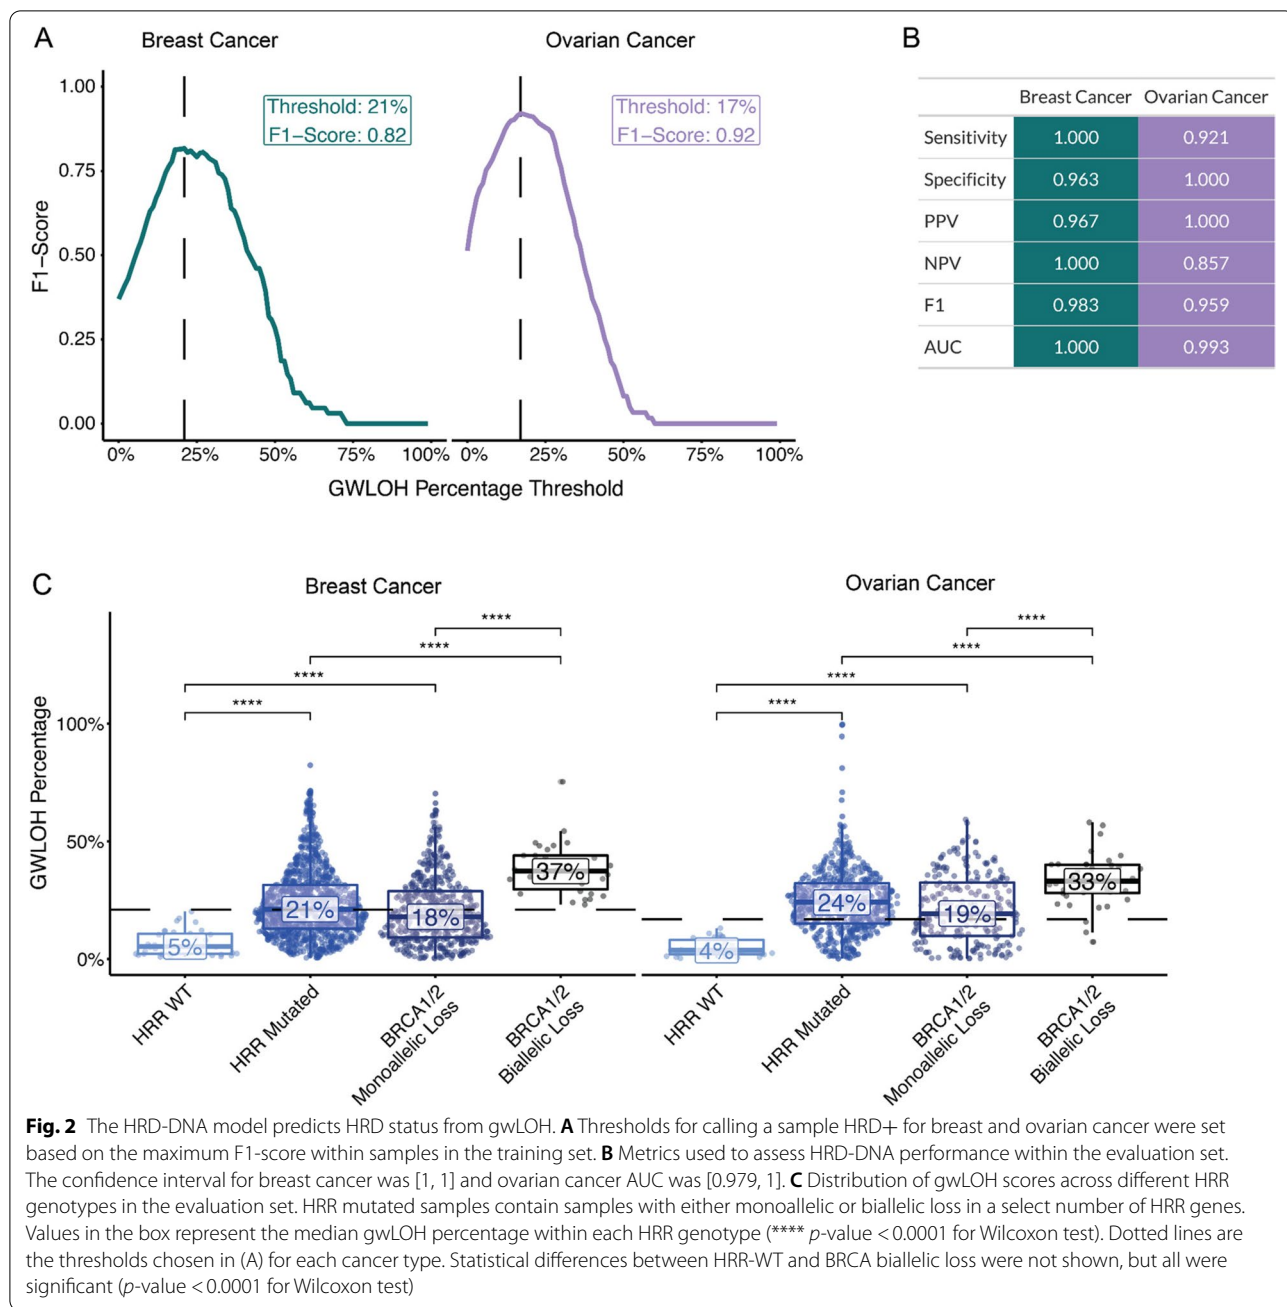 A
Breast Cancer
Ovarian Cancer
F1-Score
1.00
0.75
0.50
0.25
0.00
Threshold: 21%
F1-Score: 0.82
Threshold: 17%
F1-Score: 0.92
0% 25% 50% 75% 100% 0% 25% 50% 75% 100%
GWLOH Percentage Threshold
B
Breast Cancer Ovarian Cancer
Sensitivity 1.000 0.921
Specificity 0.963 1.000
PPV 0.967 1.000
NPV 1.000 0.857
F1 0.983 0.959
AUC 1.000 0.993
C
Breast Cancer
Ovarian Cancer
GWLOH Percentage
100%
50%
0%
**** **** **** ****
**** **** **** ****
5% 21% 18% 37%
4% 24% 19% 33%
HRR WT
HRR Mutated
BRCA1/2
Monoallelic Loss
BRCA1/2
Biallelic Loss
HRR WT
HRR Mutated
BRCA1/2
Monoallelic Loss
BRCA1/2
Biallelic Loss
Fig. 2 The HRD-DNA model predicts HRD status from gwLOH. A Thresholds for calling a sample HRD+ for breast and ovarian cancer were set
based on the maximum F1-score within samples in the training set. B Metrics used to assess HRD-DNA performance within the evaluation set.
The confidence interval for breast cancer was [1, 1] and ovarian cancer AUC was [0.979, 1]. C Distribution of gwLOH scores across different HRR
genotypes in the evaluation set. HRR mutated samples contain samples with either monoallelic or biallelic loss in a select number of HRR genes.
Values in the box represent the median gwLOH percentage within each HRR genotype (**** p-value < 0.0001 for Wilcoxon test). Dotted lines are
the thresholds chosen in (A) for each cancer type. Statistical differences between HRR-WT and BRCA biallelic loss were not shown, but all were
significant (p-value < 0.0001 for Wilcoxon test)